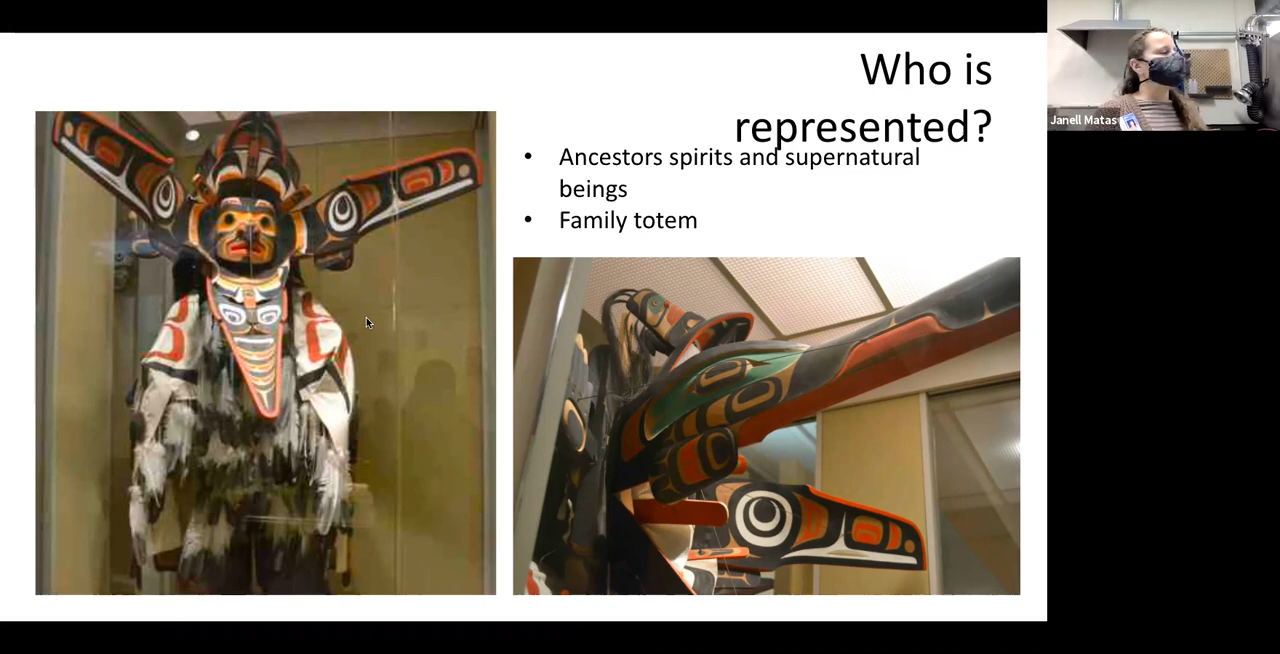 Who is
represented?
• Ancestors spirits and supernatural
beings
• Family totem
Janell Matas